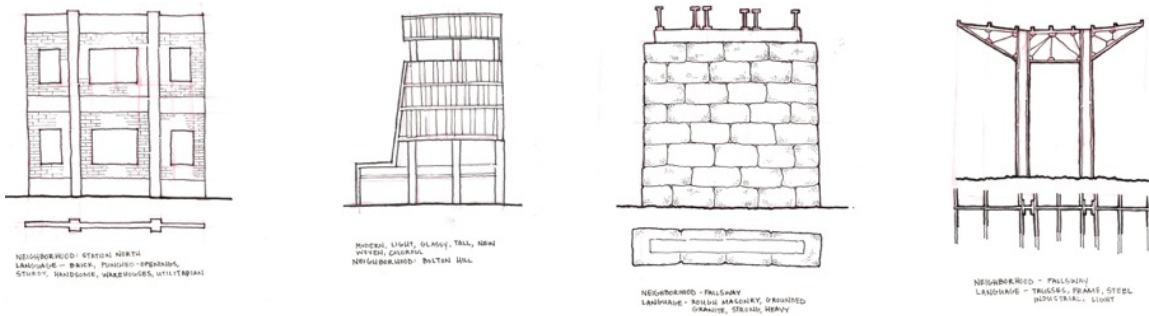 NEIGHBORHOOD: STATION NORTH
LANGUAGE - BRICK, PUNCHED-OPENINGS,
STURDY, HANDSOME, WAREHOUSES, UTILITARIAN
MODERN, LIGHT, GLASSY, TALL, NEW
WOVEN, COLORFUL
NEIGHBORHOOD: BOLTON HILL
NEIGHBORHOOD - FALLSWAY
LANGUAGE - ROUGH MASONRY, GROUNDED
GRANITE, STRONG, HEAVY
NEIGHBORHOOD - FALLSWAY
LANGUAGE - TRUSSES, FRAME, STEEL
INDUSTRIAL, LIGHT